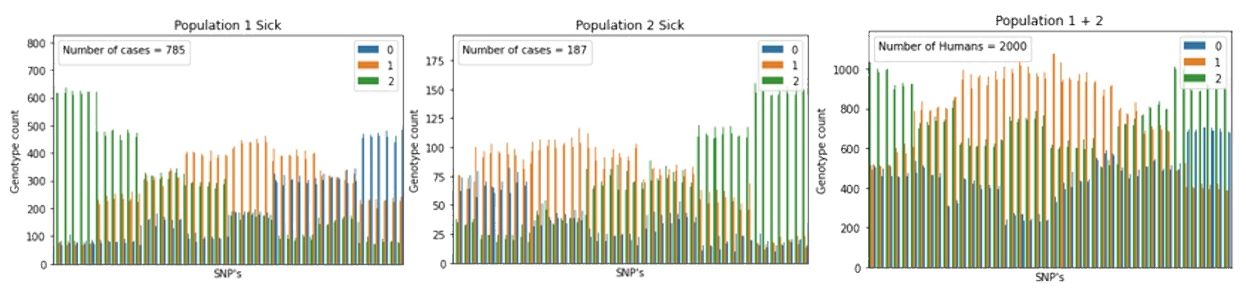 Population 1 Sick
Number of cases = 785
0
1
2
800
700
600
500
400
300
200
100
0
Genotype count
SNP's
Population 2 Sick
Number of cases = 187
0
1
2
175
150
125
100
75
50
25
0
Genotype count
SNP's
Population 1 + 2
Number of Humans = 2000
0
1
2
1000
800
600
400
200
0
Genotype count
SNP's